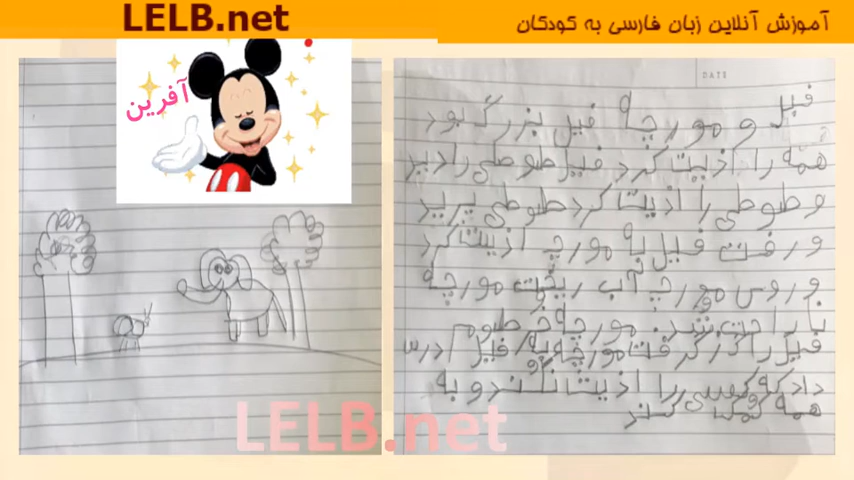 LELB.net
آموزش آنلاین زبان فارسی به کودکان
آفرین
DATE
فیل و مورچه فیل بزرگ بود
همه را اذیت کرد فیل طوطی را دید
و طوطی را اذیت کرد طوطی پرید
و رفت فیل به مورچه اذیت کرد
و روی مورچه آب ریخت مورچه
ناراحت شد. مورچه خرطوم
فیل را گاز گرفت مورچه به فیل درس
داد که کسی را اذیت نکند و به
همه کمک کند
LELB.net